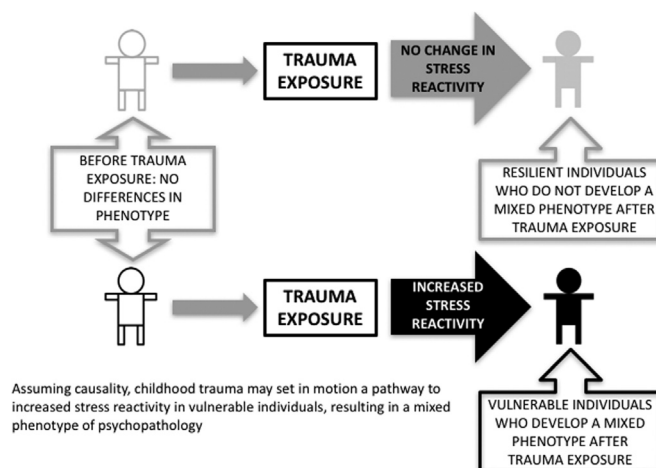 TRAUMA
EXPOSURE
NO CHANGE IN
STRESS
REACTIVITY
BEFORE TRAUMA
EXPOSURE: NO
DIFFERENCES IN
PHENOTYPE
RESILIENT INDIVIDUALS
WHO DO NOT DEVELOP A
MIXED PHENOTYPE AFTER
TRAUMA EXPOSURE
TRAUMA
EXPOSURE
INCREASED
STRESS
REACTIVITY
Assuming causality, childhood trauma may set in motion a pathway to
increased stress reactivity in vulnerable individuals, resulting in a mixed
phenotype of psychopathology
VULNERABLE INDIVIDUALS
WHO DEVELOP A MIXED
PHENOTYPE AFTER
TRAUMA EXPOSURE